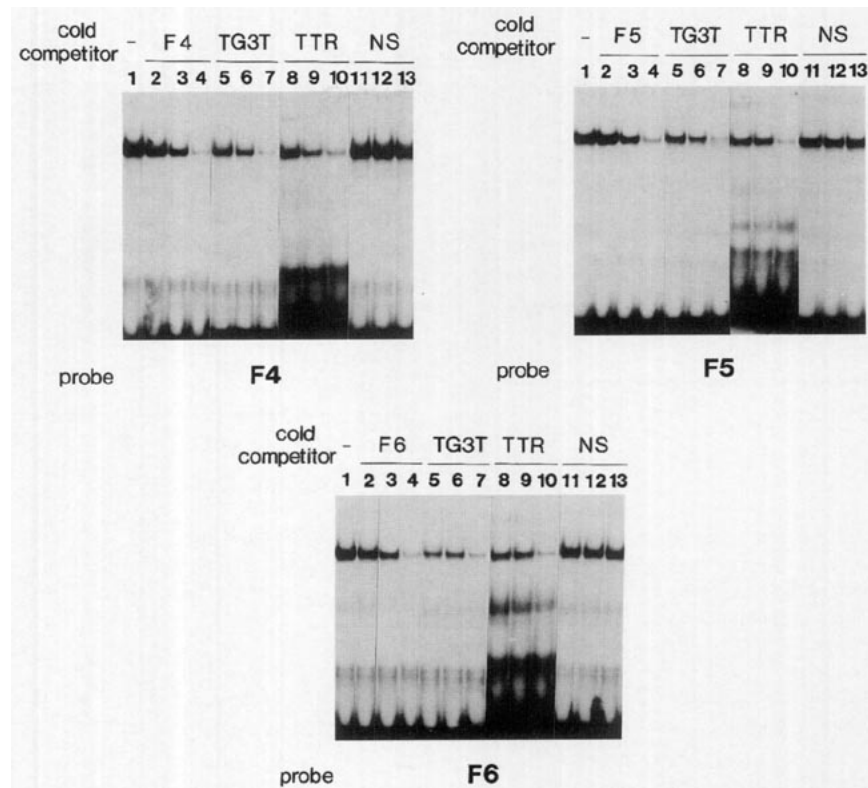 cold competitor - F4 TG3T TTR NS
1 2 3 4 5 6 7 8 9 10 11 12 13
probe F4
cold competitor - F5 TG3T TTR NS
1 2 3 4 5 6 7 8 9 10 11 12 13
probe F5
cold competitor - F6 TG3T TTR NS
1 2 3 4 5 6 7 8 9 10 11 12 13
probe F6